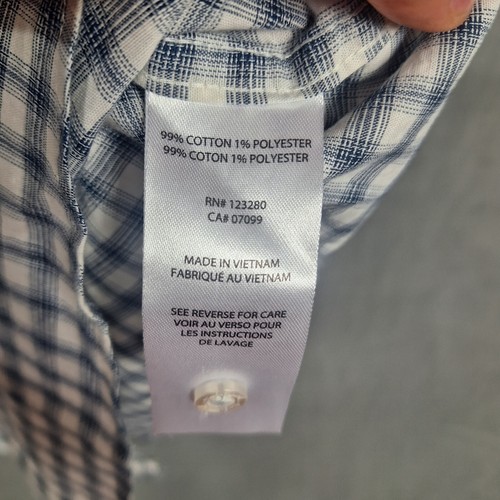 99% COTTON 1% POLYESTER
99% COTON 1% POLYESTER
RN# 123280
CA# 07099
MADE IN VIETNAM
FABRIQUÉ AU VIETNAM
SEE REVERSE FOR CARE
VOIR AU VERSO POUR
LES INSTRUCTIONS
DE LAVAGE